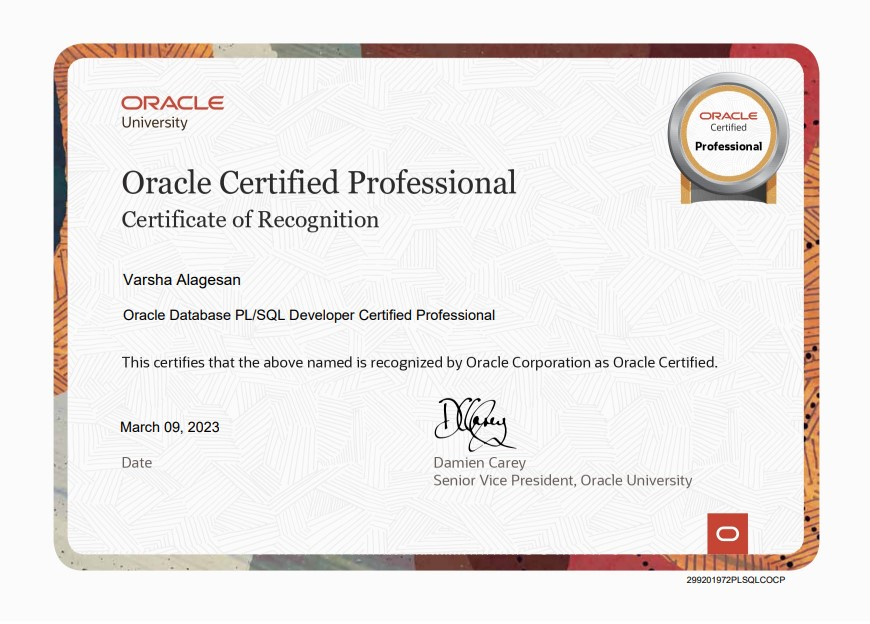 ORACLE
University
ORACLE
Certified
Professional
Oracle Certified Professional
Certificate of Recognition
Varsha Alagesan
Oracle Database PL/SQL Developer Certified Professional
This certifies that the above named is recognized by Oracle Corporation as Oracle Certified.
DCarey
March 09, 2023
Date
Damien Carey
Senior Vice President, Oracle University
299201972PLSQLCOCP